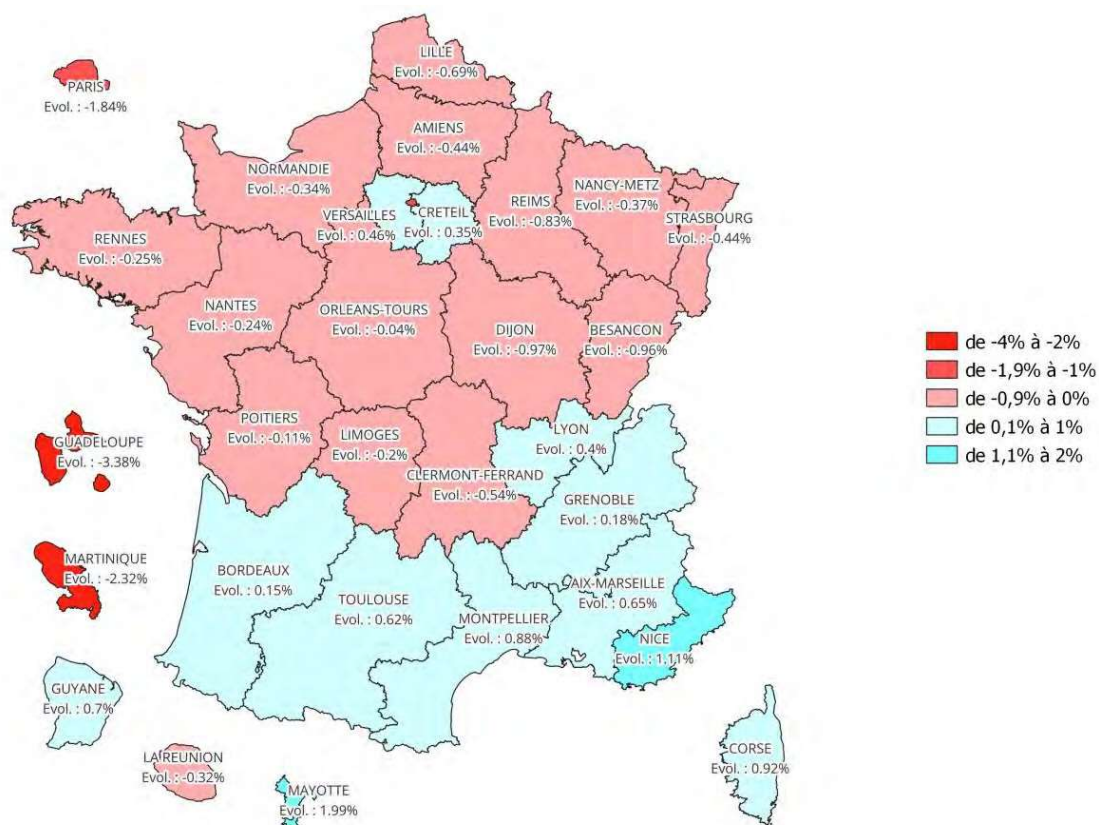 LILLE
Evol. : -0.69%
PARIS
Evol. : -1.84%
AMIENS
Evol. : -0.44%
NORMANDIE
Evol. : -0.34%
VERSAILLES
Evol. : 0.46%
CRETEIL
Evol. : 0.35%
REIMS
Evol. : -0.83%
NANCY-METZ
Evol. : -0.37%
STRASBOURG
Evol. : -0.44%
RENNES
Evol. : -0.25%
NANTES
Evol. : -0.24%
ORLEANS-TOURS
Evol. : -0.04%
DIJON
Evol. : -0.97%
BESANCON
Evol. : -0.96%
POITIERS
Evol. : -0.11%
LIMOGES
Evol. : -0.2%
CLERMONT-FERRAND
Evol. : -0.54%
LYON
Evol. : 0.4%
GRENOBLE
Evol. : 0.18%
GUADELOUPE
Evol. : -3.38%
MARTINIQUE
Evol. : -2.32%
BORDEAUX
Evol. : 0.15%
TOULOUSE
Evol. : 0.62%
MONTPELLIER
Evol. : 0.88%
AIX-MARSEILLE
Evol. : 0.65%
NICE
Evol. : 1.11%
GUYANE
Evol. : 0.7%
LA REUNION
Evol. : -0.32%
MAYOTTE
Evol. : 1.99%
CORSE
Evol. : 0.92%
de -4% à -2%
de -1,9% à -1%
de -0,9% à 0%
de 0,1% à 1%
de 1,1% à 2%